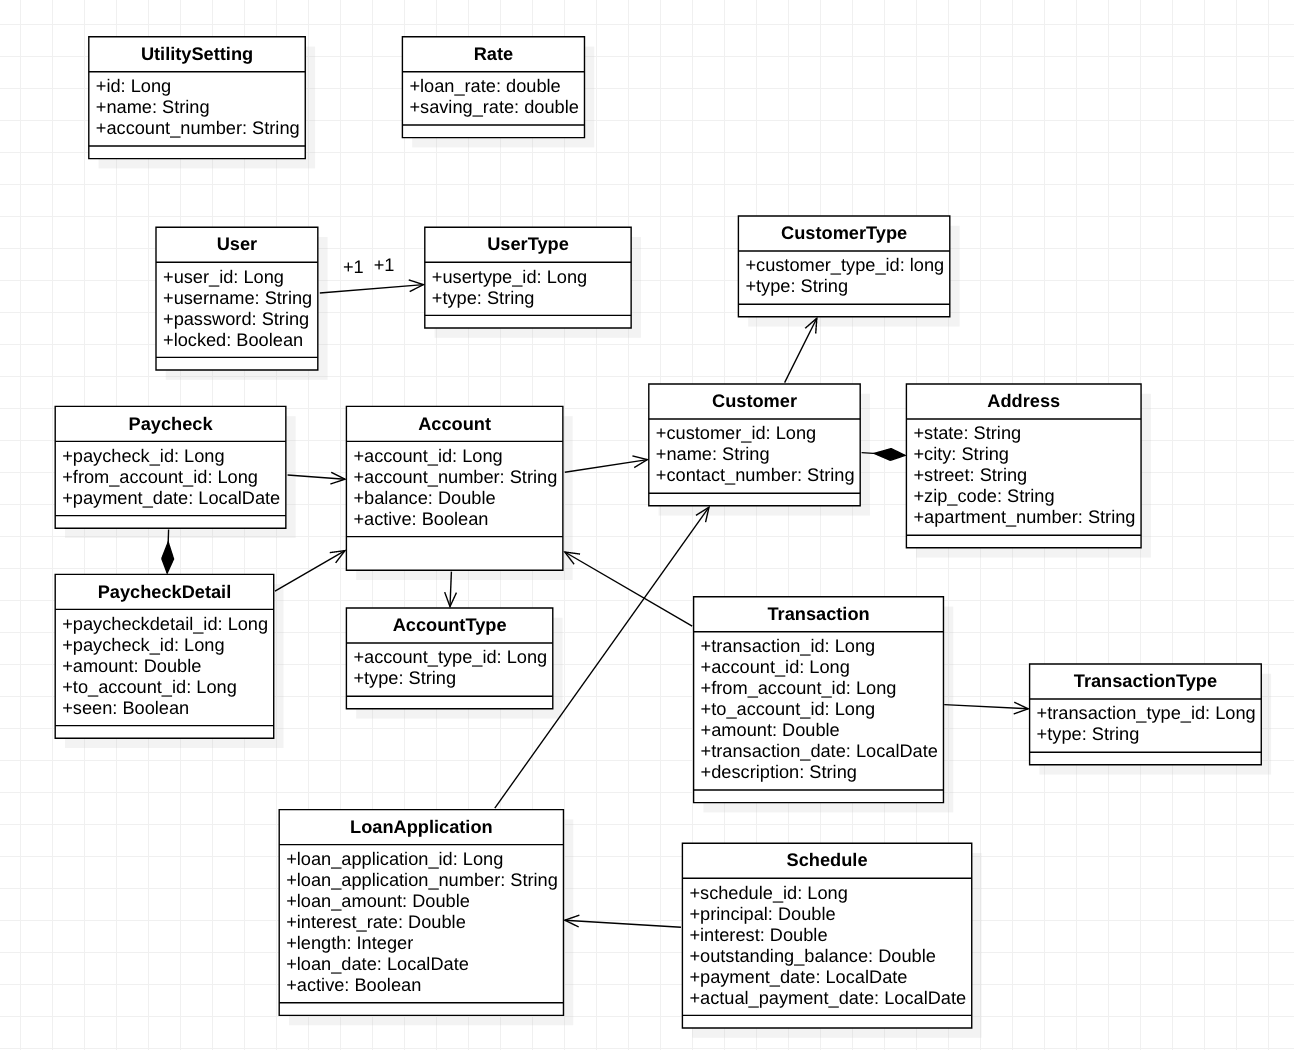 UtilitySetting
+id: Long
+name: String
+account_number: String
Rate
+loan_rate: double
+saving_rate: double
User
+user_id: Long
+username: String
+password: String
+locked: Boolean
+1 +1
UserType
+usertype_id: Long
+type: String
CustomerType
+customer_type_id: long
+type: String
Paycheck
+paycheck_id: Long
+from_account_id: Long
+payment_date: LocalDate
Account
+account_id: Long
+account_number: String
+balance: Double
+active: Boolean
Customer
+customer_id: Long
+name: String
+contact_number: String
Address
+state: String
+city: String
+street: String
+zip_code: String
+apartment_number: String
PaycheckDetail
+paycheckdetail_id: Long
+paycheck_id: Long
+amount: Double
+to_account_id: Long
+seen: Boolean
AccountType
+account_type_id: Long
+type: String
Transaction
+transaction_id: Long
+account_id: Long
+from_account_id: Long
+to_account_id: Long
+amount: Double
+transaction_date: LocalDate
+description: String
TransactionType
+transaction_type_id: Long
+type: String
LoanApplication
+loan_application_id: Long
+loan_application_number: String
+loan_amount: Double
+interest_rate: Double
+length: Integer
+loan_date: LocalDate
+active: Boolean
Schedule
+schedule_id: Long
+principal: Double
+interest: Double
+outstanding_balance: Double
+payment_date: LocalDate
+actual_payment_date: LocalDate